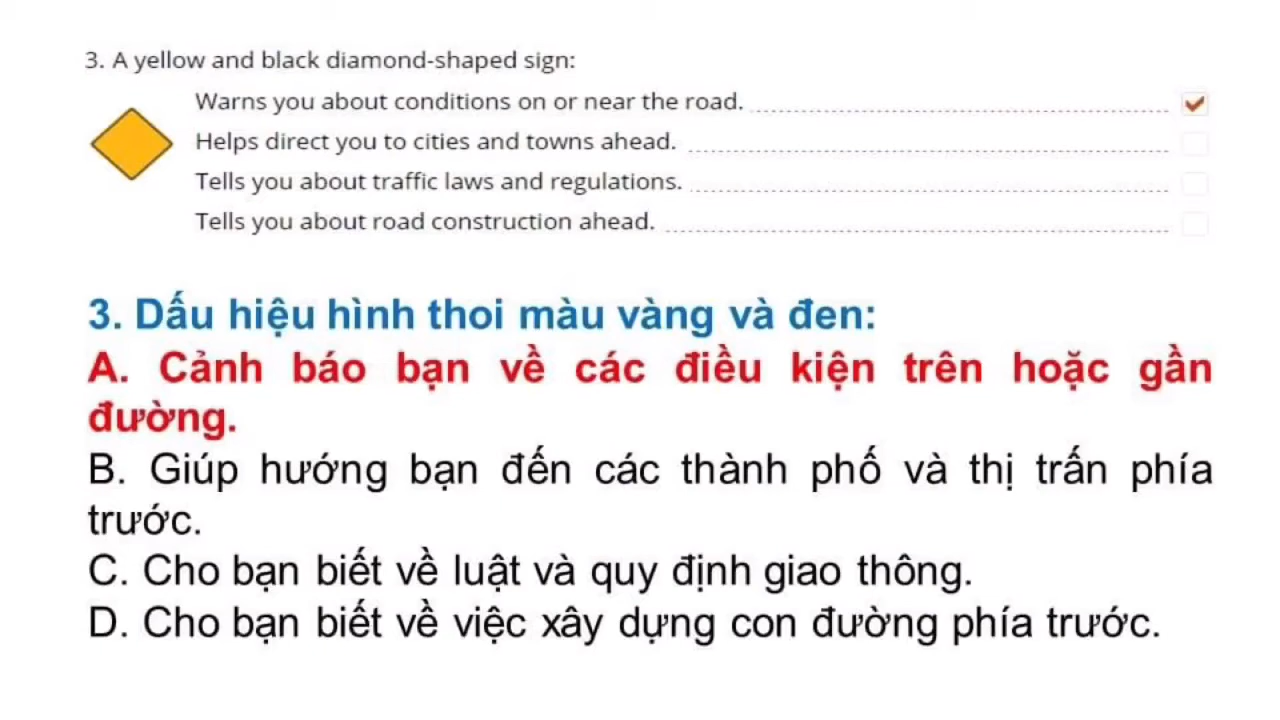 3. A yellow and black diamond-shaped sign:
Warns you about conditions on or near the road.
Helps direct you to cities and towns ahead.
Tells you about traffic laws and regulations.
Tells you about road construction ahead.
3. Dấu hiệu hình thoi màu vàng và đen:
A. Cảnh báo bạn về các điều kiện trên hoặc gần
đường.
B. Giúp hướng bạn đến các thành phố và thị trấn phía
trước.
C. Cho bạn biết về luật và quy định giao thông.
D. Cho bạn biết về việc xây dựng con đường phía trước.